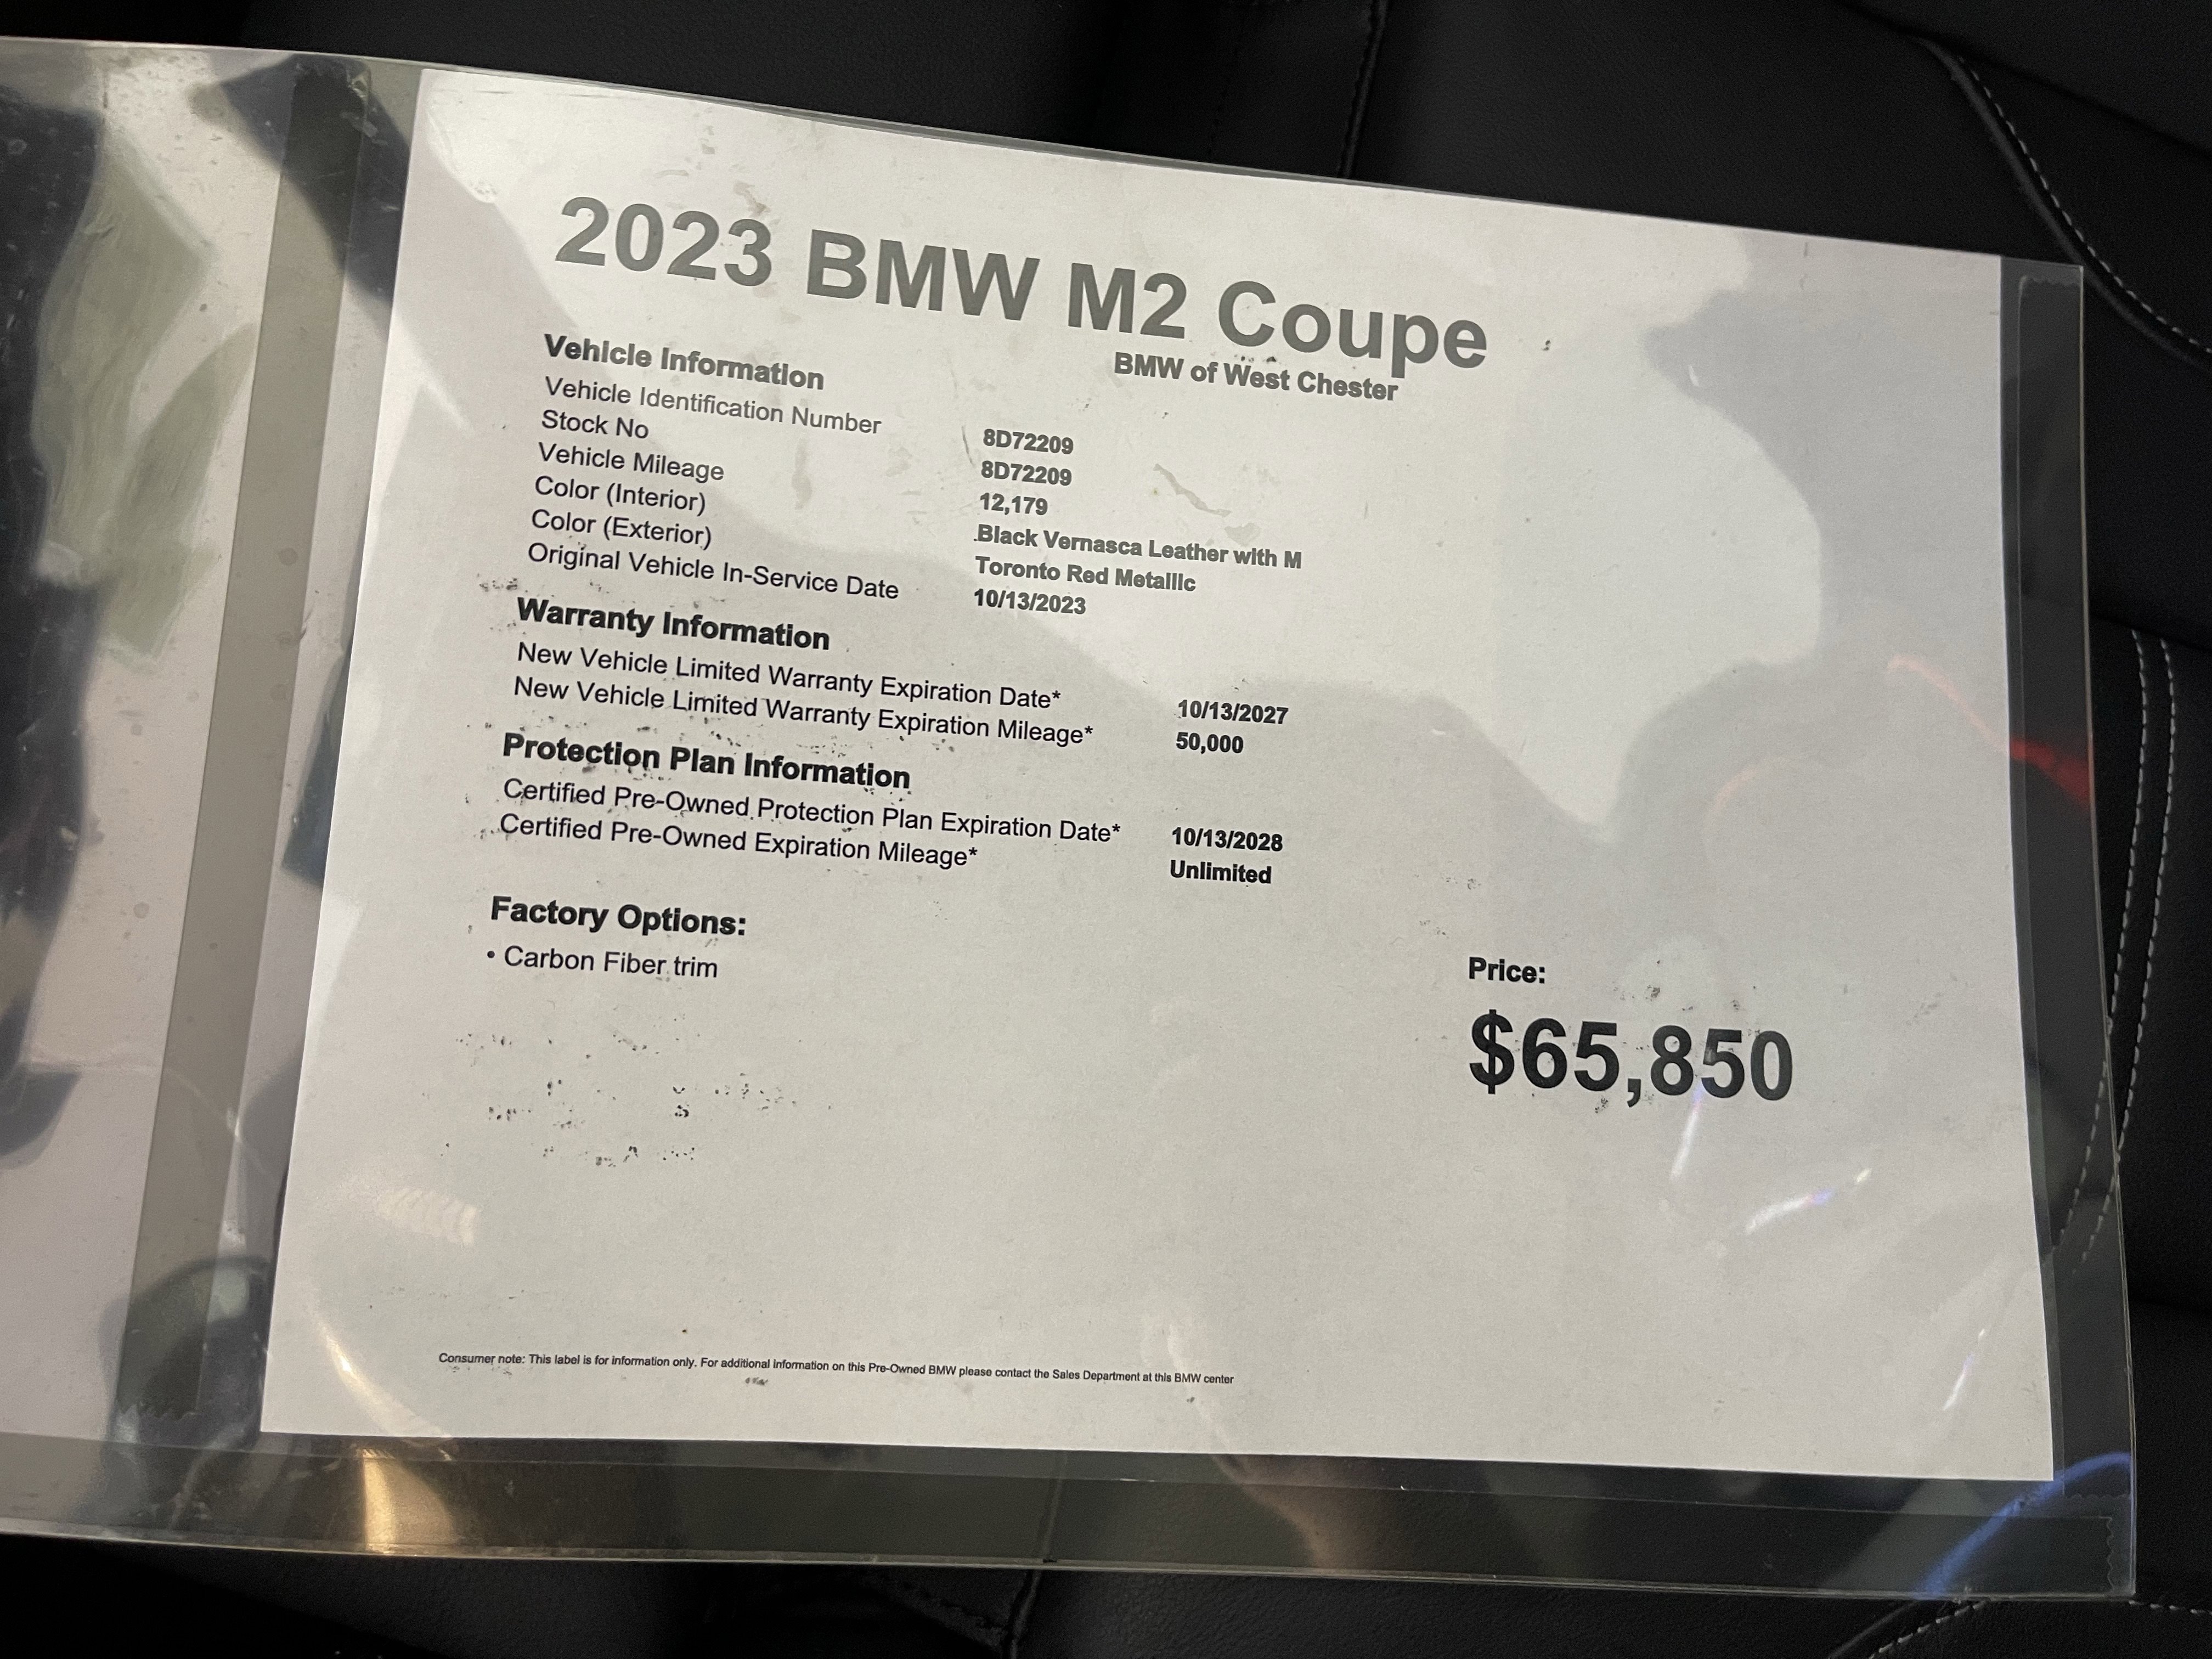 2023 BMW M2 Coupe
BMW of West Chester
Vehicle Information
Vehicle Identification Number 8D72209
Stock No 8D72209
Vehicle Mileage 12,179
Color (Interior) Black Vernasca Leather with M
Color (Exterior) Toronto Red Metallic
Original Vehicle In-Service Date 10/13/2023
Warranty Information
New Vehicle Limited Warranty Expiration Date* 10/13/2027
New Vehicle Limited Warranty Expiration Mileage* 50,000
Protection Plan Information
Certified Pre-Owned Protection Plan Expiration Date* 10/13/2028
Certified Pre-Owned Expiration Mileage* Unlimited
Factory Options:
• Carbon Fiber trim
Price:
$65,850
Consumer note: This label is for information only. For additional information on this Pre-Owned BMW please contact the Sales Department at this BMW center